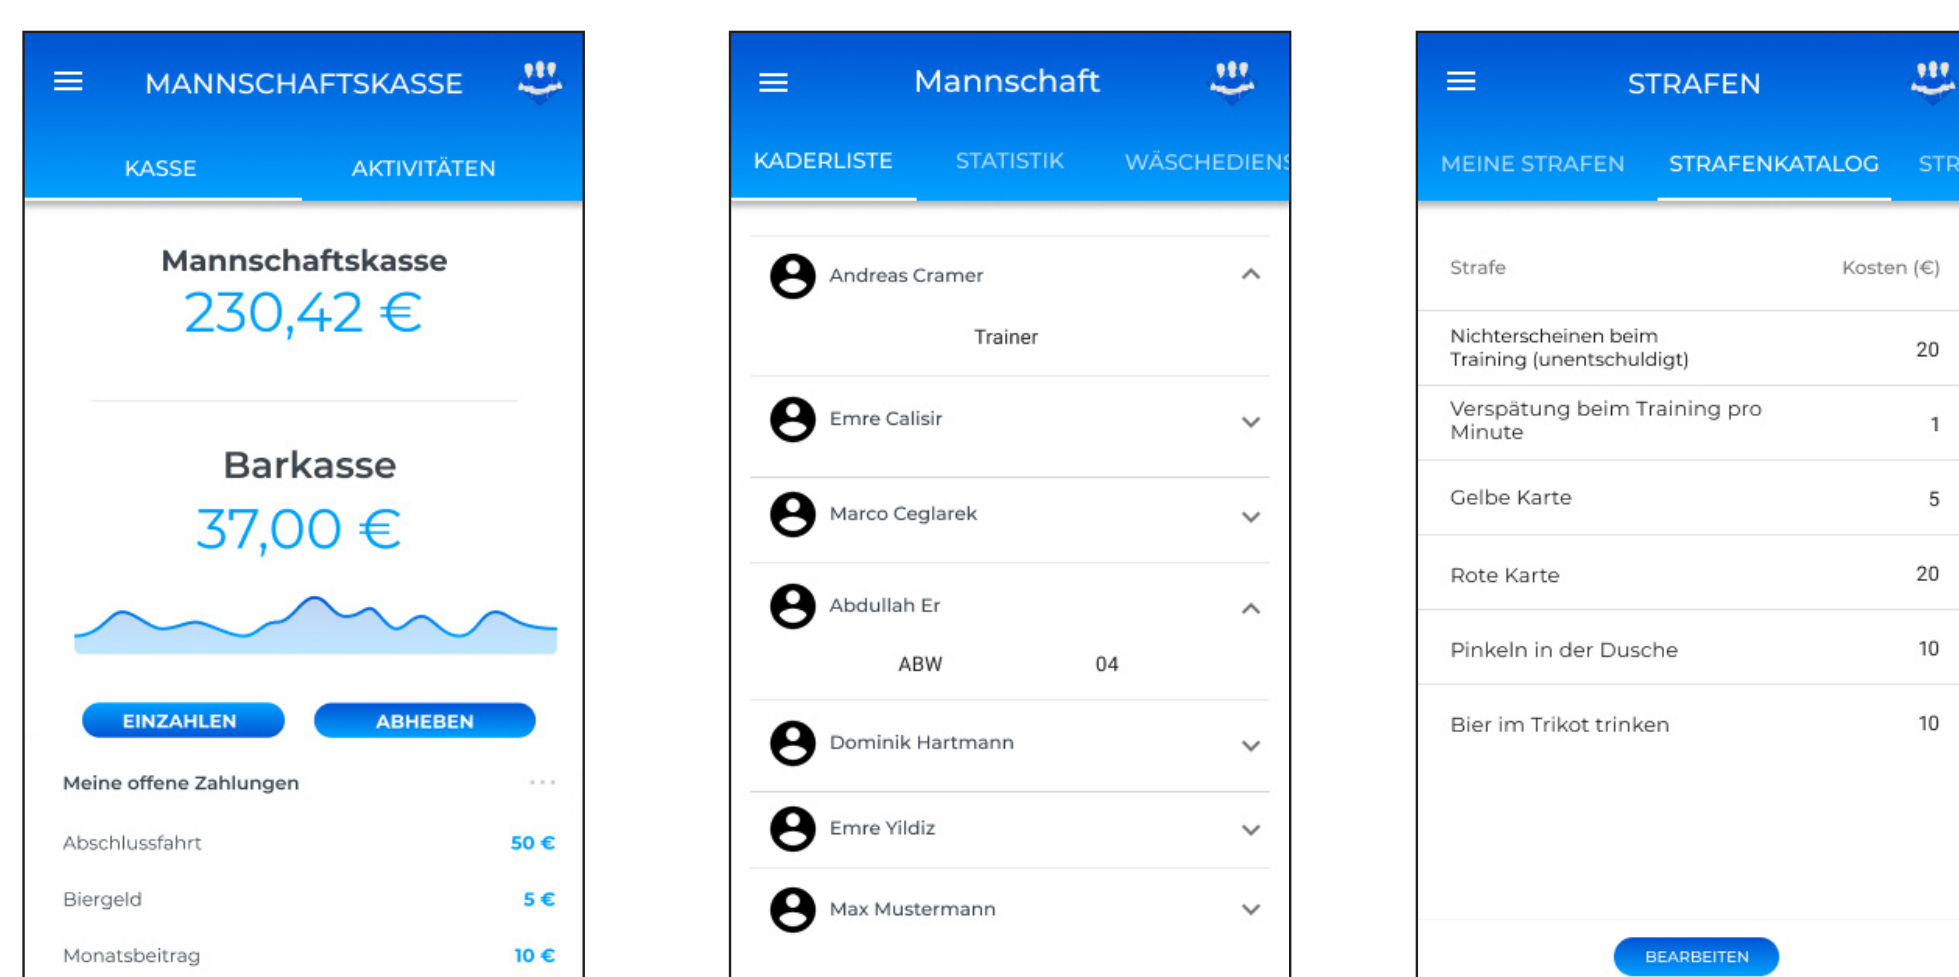 MANNSCHAFTSKASSE
KASSE AKTIVITÄTEN
Mannschaftskasse
230,42 €
Barkasse
37,00 €
EINZAHLEN ABHEBEN
Meine offene Zahlungen
Abschlussfahrt 50 €
Biergeld 5 €
Monatsbeitrag 10 €
Mannschaft
KADERLISTE STATISTIK WÄSCHEDIENS
Andreas Cramer
Trainer
Emre Calisir
Marco Ceglarek
Abdullah Er
ABW 04
Dominik Hartmann
Emre Yildiz
Max Mustermann
STRAFEN
MEINE STRAFEN STRAFENKATALOG STR
Strafe Kosten (€)
Nichterscheinen beim
Training (unentschuldigt) 20
Verspätung beim Training pro
Minute 1
Gelbe Karte 5
Rote Karte 20
Pinkeln in der Dusche 10
Bier im Trikot trinken 10
BEARBEITEN